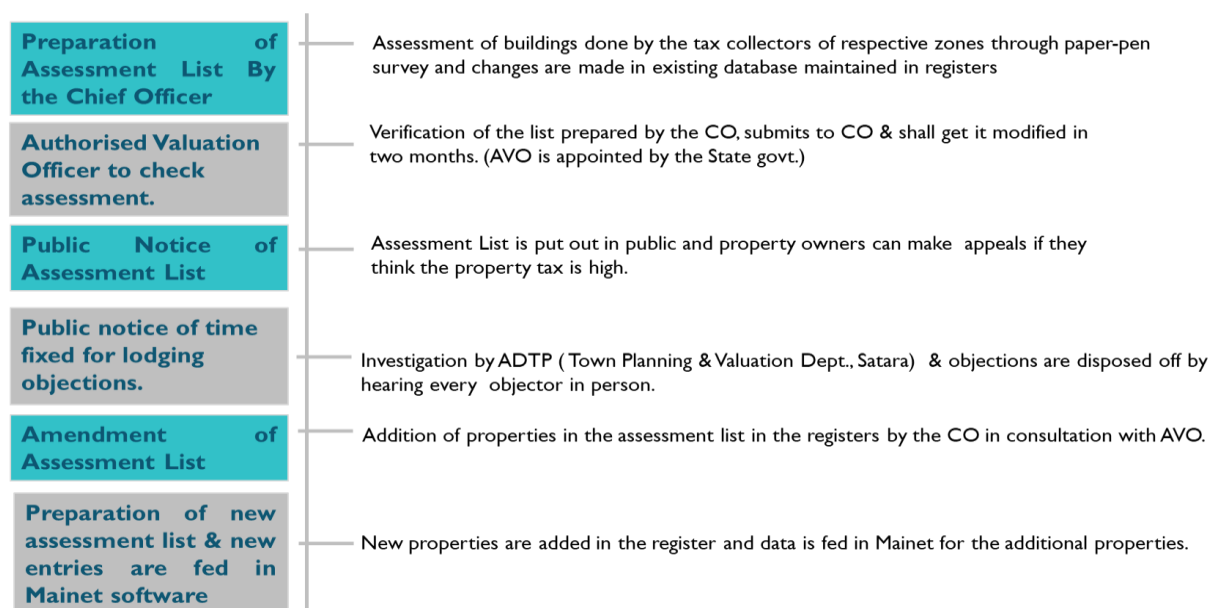 Preparation of
Assessment List By
the Chief Officer
Assessment of buildings done by the tax collectors of respective zones through paper-pen
survey and changes are made in existing database maintained in registers
Authorised Valuation
Officer to check
assessment.
Verification of the list prepared by the CO, submits to CO & shall get it modified in
two months. (AVO is appointed by the State govt.)
Public Notice of
Assessment List
Assessment List is put out in public and property owners can make appeals if they
think the property tax is high.
Public notice of time
fixed for lodging
objections.
Investigation by ADTP ( Town Planning & Valuation Dept., Satara) & objections are disposed off by
hearing every objector in person.
Amendment of
Assessment List
Addition of properties in the assessment list in the registers by the CO in consultation with AVO.
Preparation of new
assessment list & new
entries are fed in
Mainet software
New properties are added in the register and data is fed in Mainet for the additional properties.